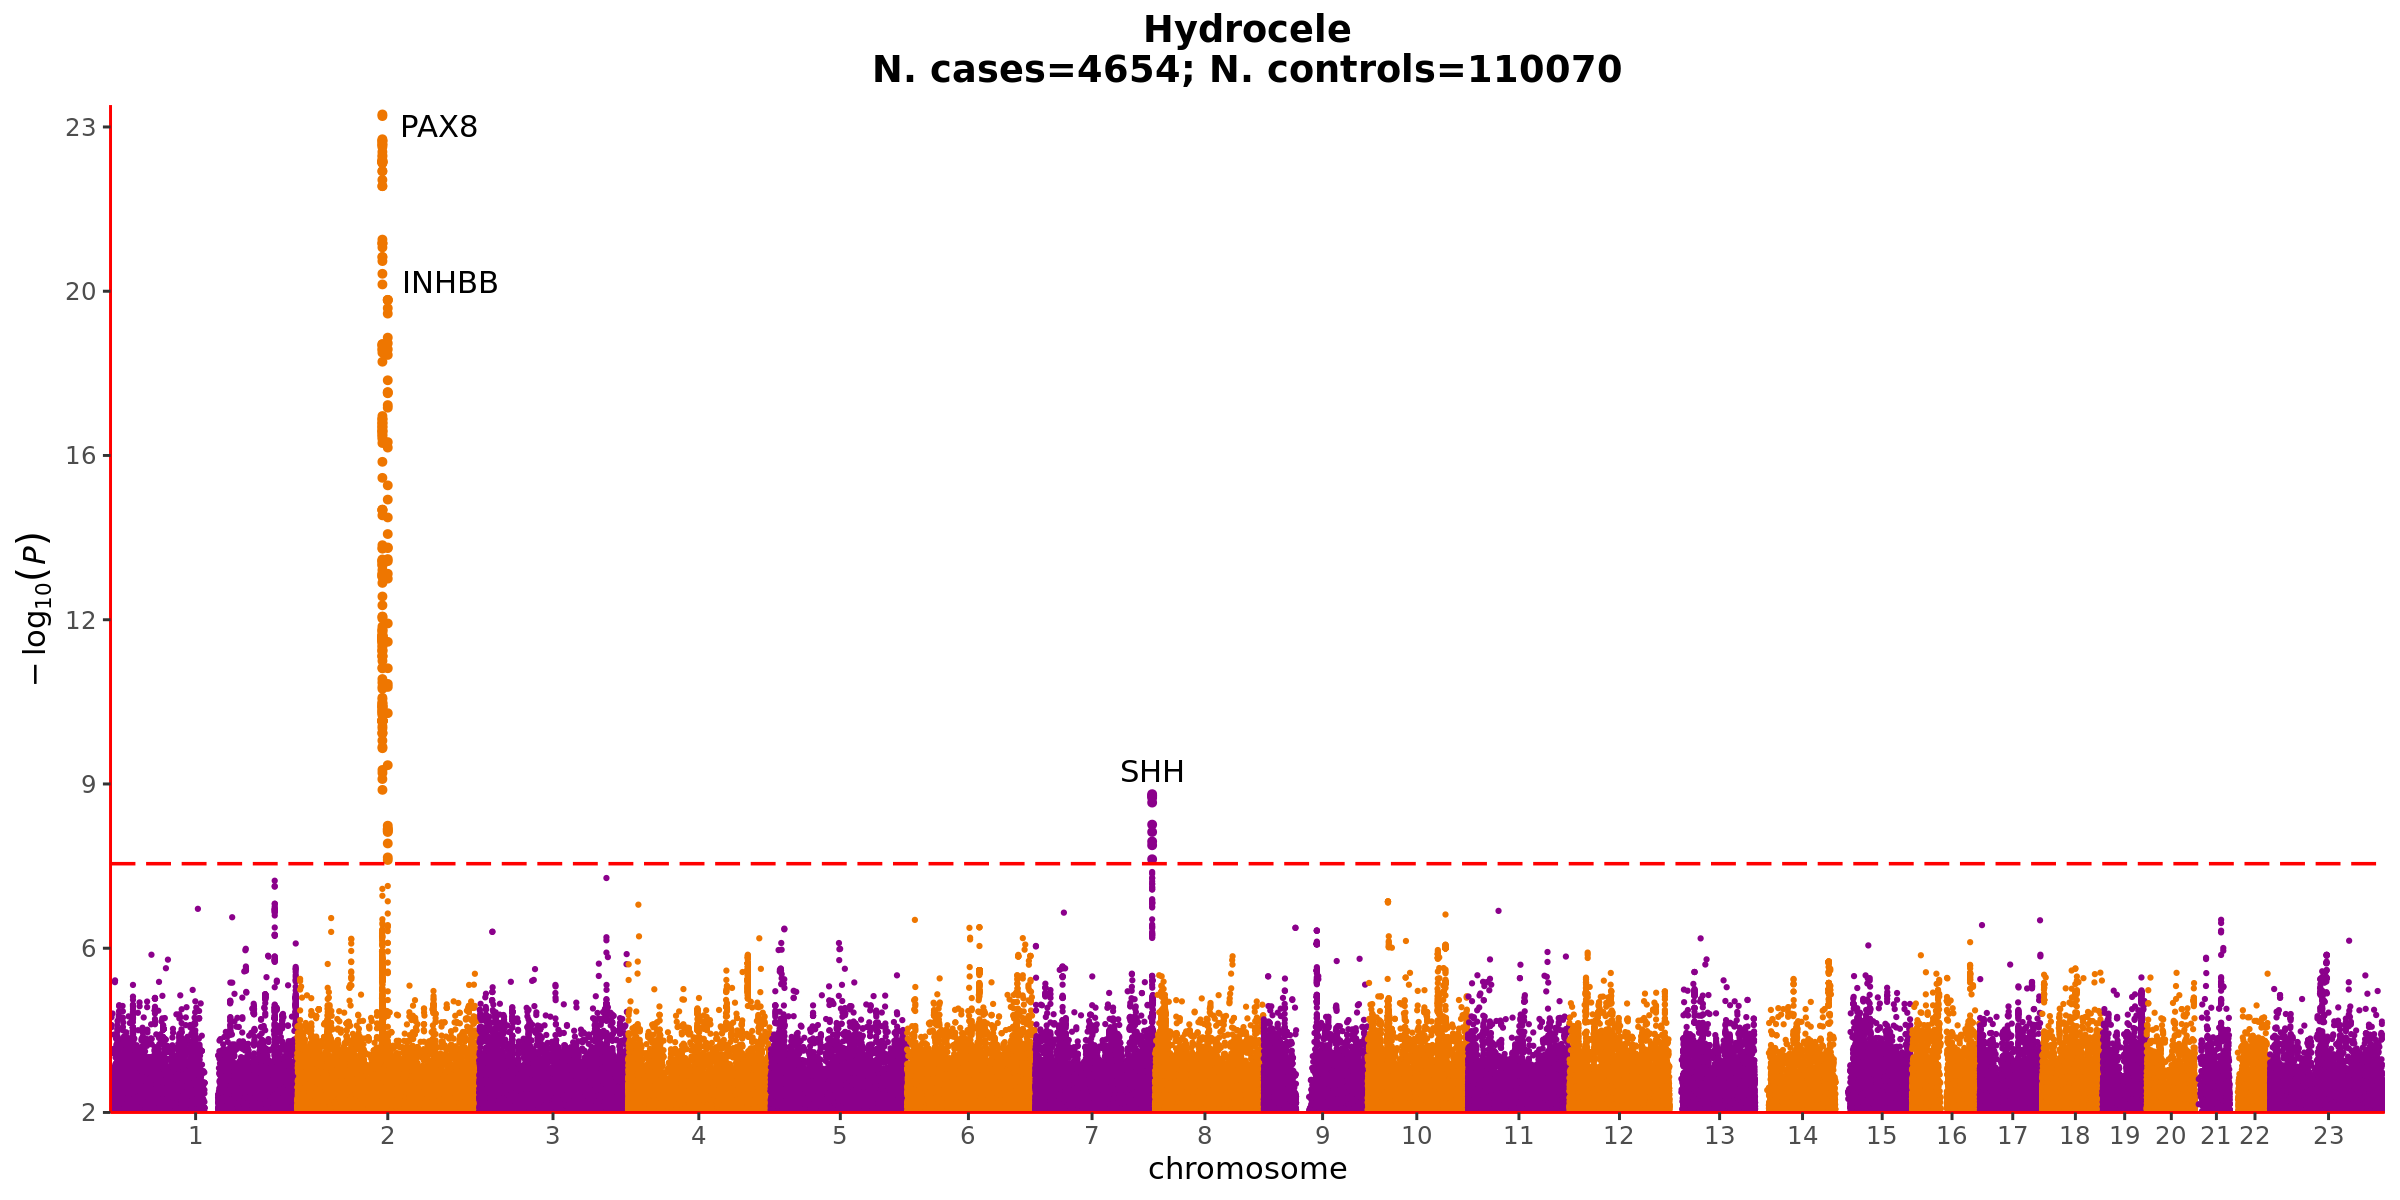 Hydrocele
N. cases=4654; N. controls=110070
23
PAX8
20
INHBB
16
− log10(P)
12
9
SHH
6
2
1 2 3 4 5 6 7 8 9 10 11 12 13 14 15 16 17 18 19 20 21 22 23
chromosome